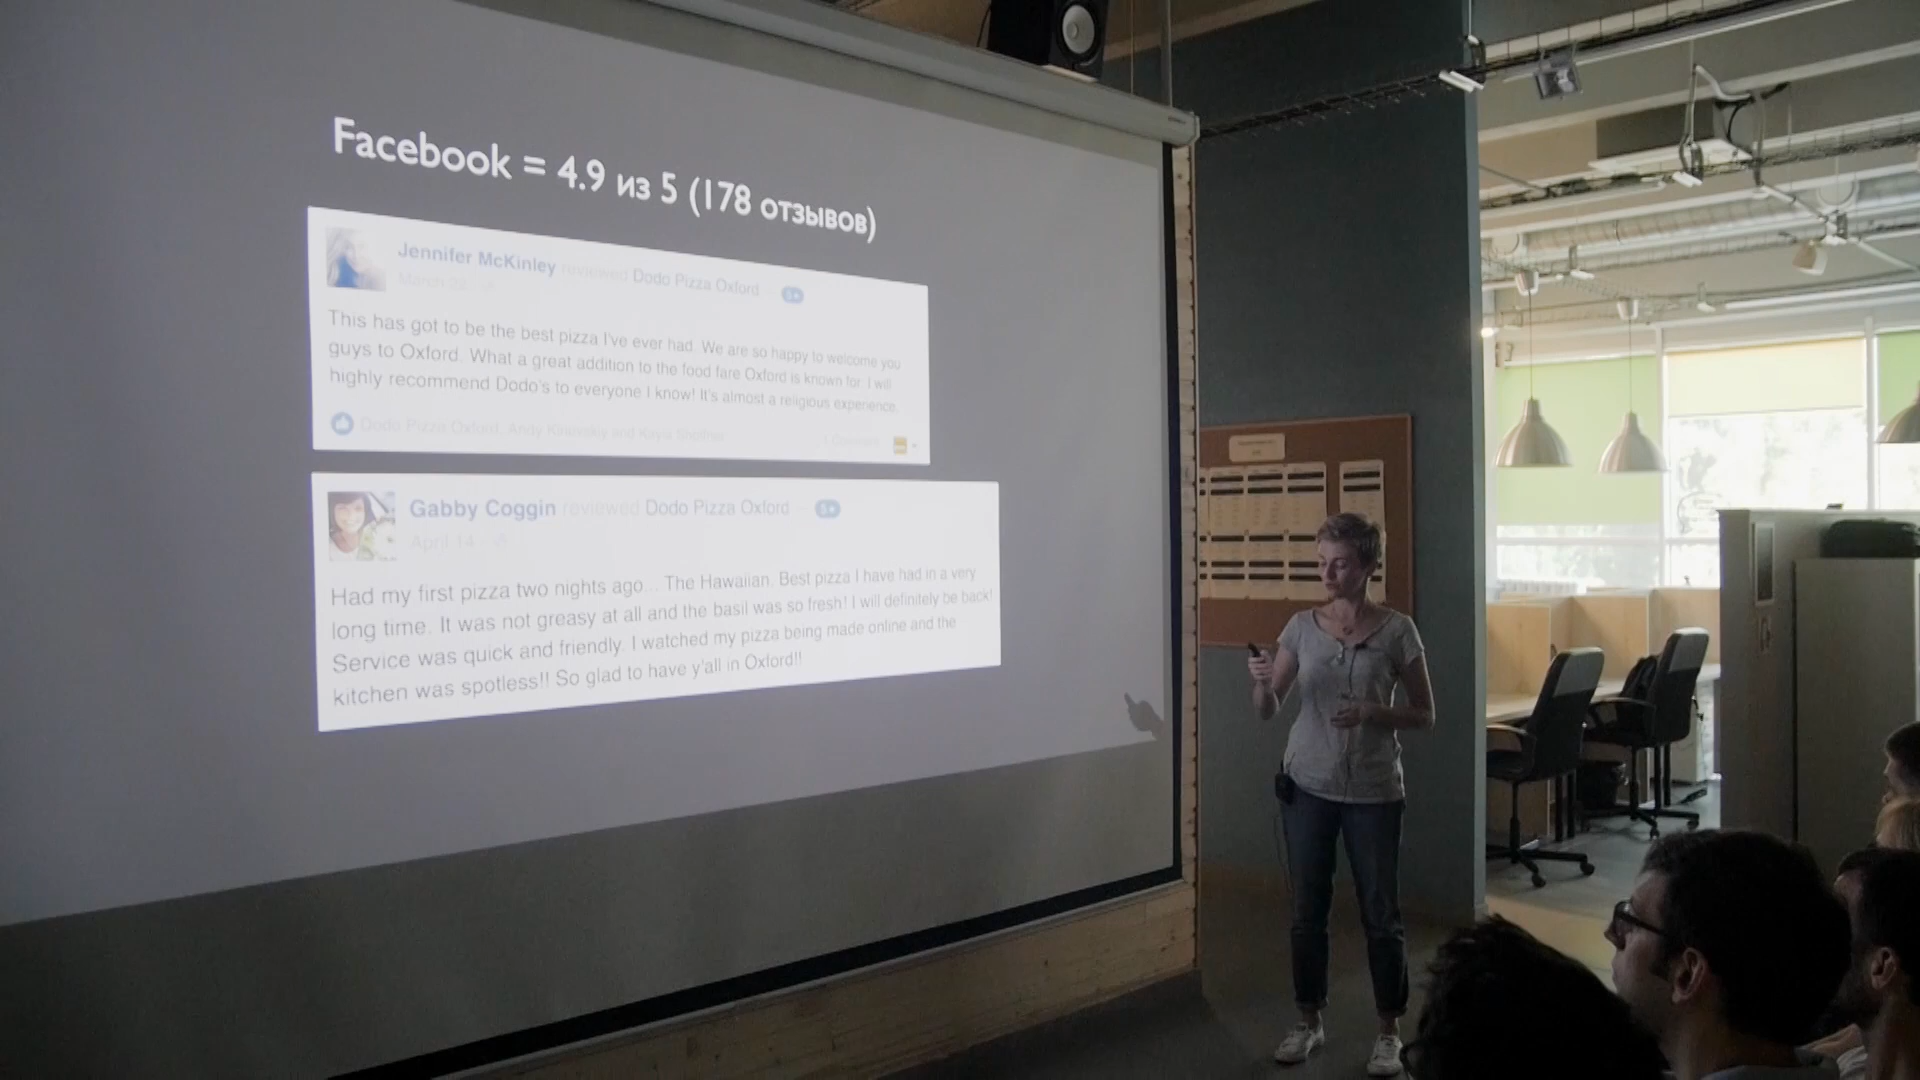 Facebook = 4.9 из 5 (178 отзывов)
Jennifer McKinley reviewed Dodo Pizza Oxford
This has got to be the best pizza I've ever had. We are so happy to welcome you
guys to Oxford. What a great addition to the food fare Oxford is known for. I will
highly recommend Dodo's to everyone I know! It's almost a religious experience.
Dodo Pizza Oxford, Andy
Gabby Coggin reviewed Dodo Pizza Oxford
April 14
Had my first pizza two nights ago... The Hawaiian. Best pizza I have had in a very
long time. It was not greasy at all and the basil was so fresh! I will definitely be back!
Service was quick and friendly. I watched my pizza being made online and the
kitchen was spotless!! So glad to have y'all in Oxford!!